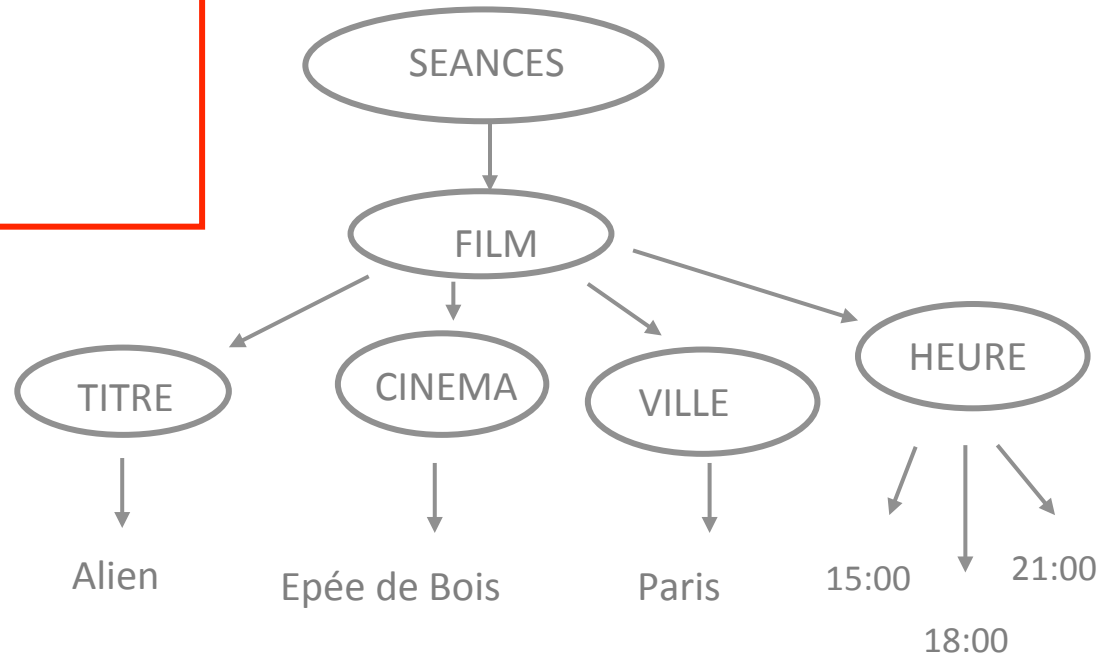 SEANCES
FILM
TITRE
CINEMA
VILLE
HEURE
Alien
Epée de Bois
Paris
15:00
18:00
21:00